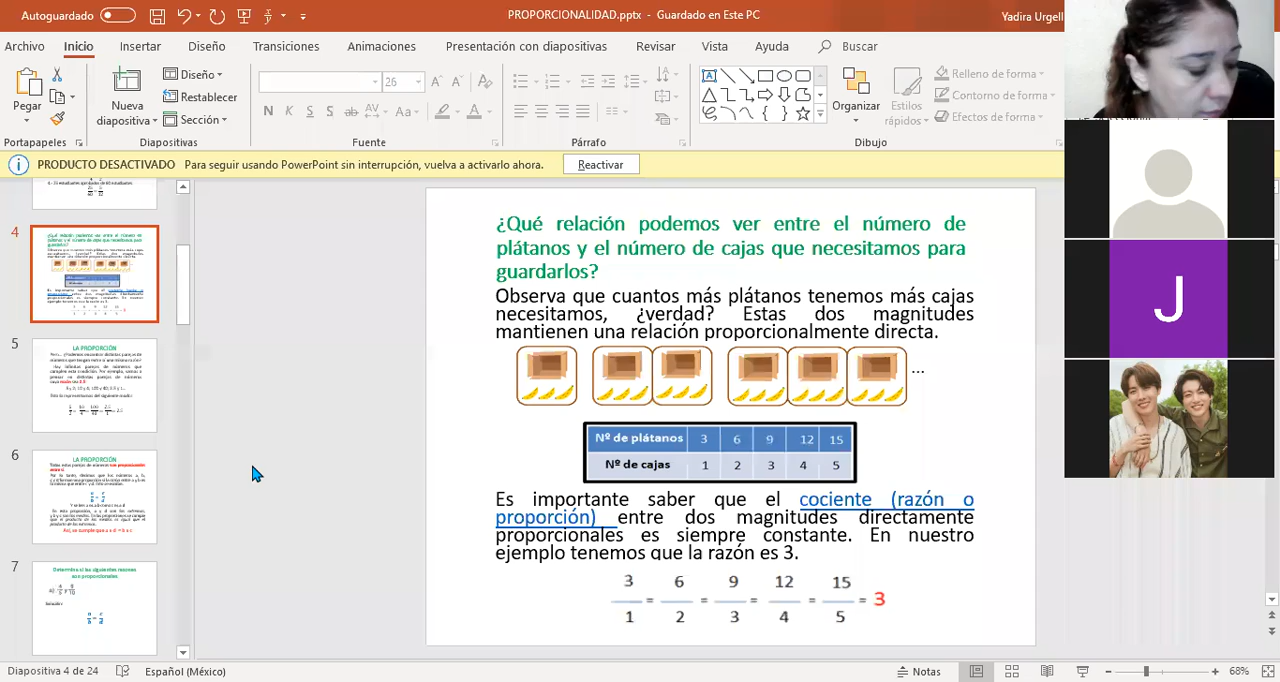 Autoguardado
PROPORCIONALIDAD.pptx - Guardado en Este PC
Yadira Urgell
Archivo Inicio Insertar Diseño Transiciones Animaciones Presentación con diapositivas Revisar Vista Ayuda Buscar
Pegar
Portapapeles
Nueva diapositiva
Diseño
Restablecer
Sección
Diapositivas
26
N K S S ab AV Aa A
Fuente
Párrafo
Organizar
Estilos rápidos
Relleno de forma
Contorno de forma
Efectos de forma
Dibujo
PRODUCTO DESACTIVADO Para seguir usando PowerPoint sin interrupción, vuelva a activarlo ahora. Reactivar
4
5
LA PROPORCIÓN
6
LA PROPORCIÓN
7
Determina si las siguientes razones
son proporcionales
¿Qué relación podemos ver entre el número de
plátanos y el número de cajas que necesitamos para
guardarlos?
Observa que cuantos más plátanos tenemos más cajas
necesitamos, ¿verdad? Estas dos magnitudes
mantienen una relación proporcionalmente directa.
...
Nº de plátanos 3 6 9 12 15
Nº de cajas 1 2 3 4 5
Es importante saber que el cociente (razón o
proporción) entre dos magnitudes directamente
proporcionales es siempre constante. En nuestro
ejemplo tenemos que la razón es 3.
3 6 9 12 15
= = = = = 3
1 2 3 4 5
J
Diapositiva 4 de 24 Español (México) Notas 68%